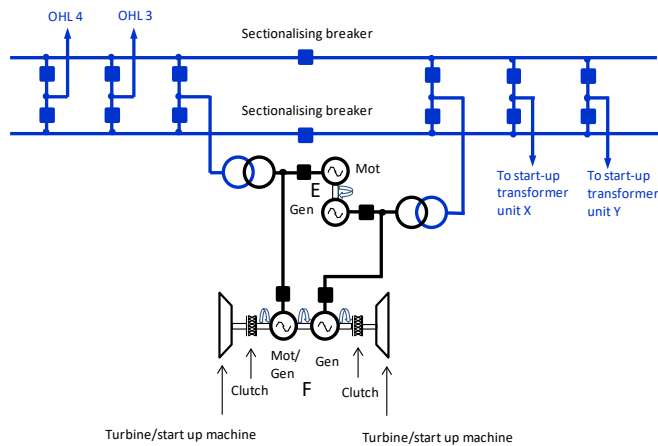 OHL 4
OHL 3
Sectionalising breaker
Sectionalising breaker
Mot
E
Gen
To start-up
transformer
unit X
To start-up
transformer
unit Y
Mot/
Gen
Gen
Clutch
F
Clutch
Turbine/start up machine
Turbine/start up machine